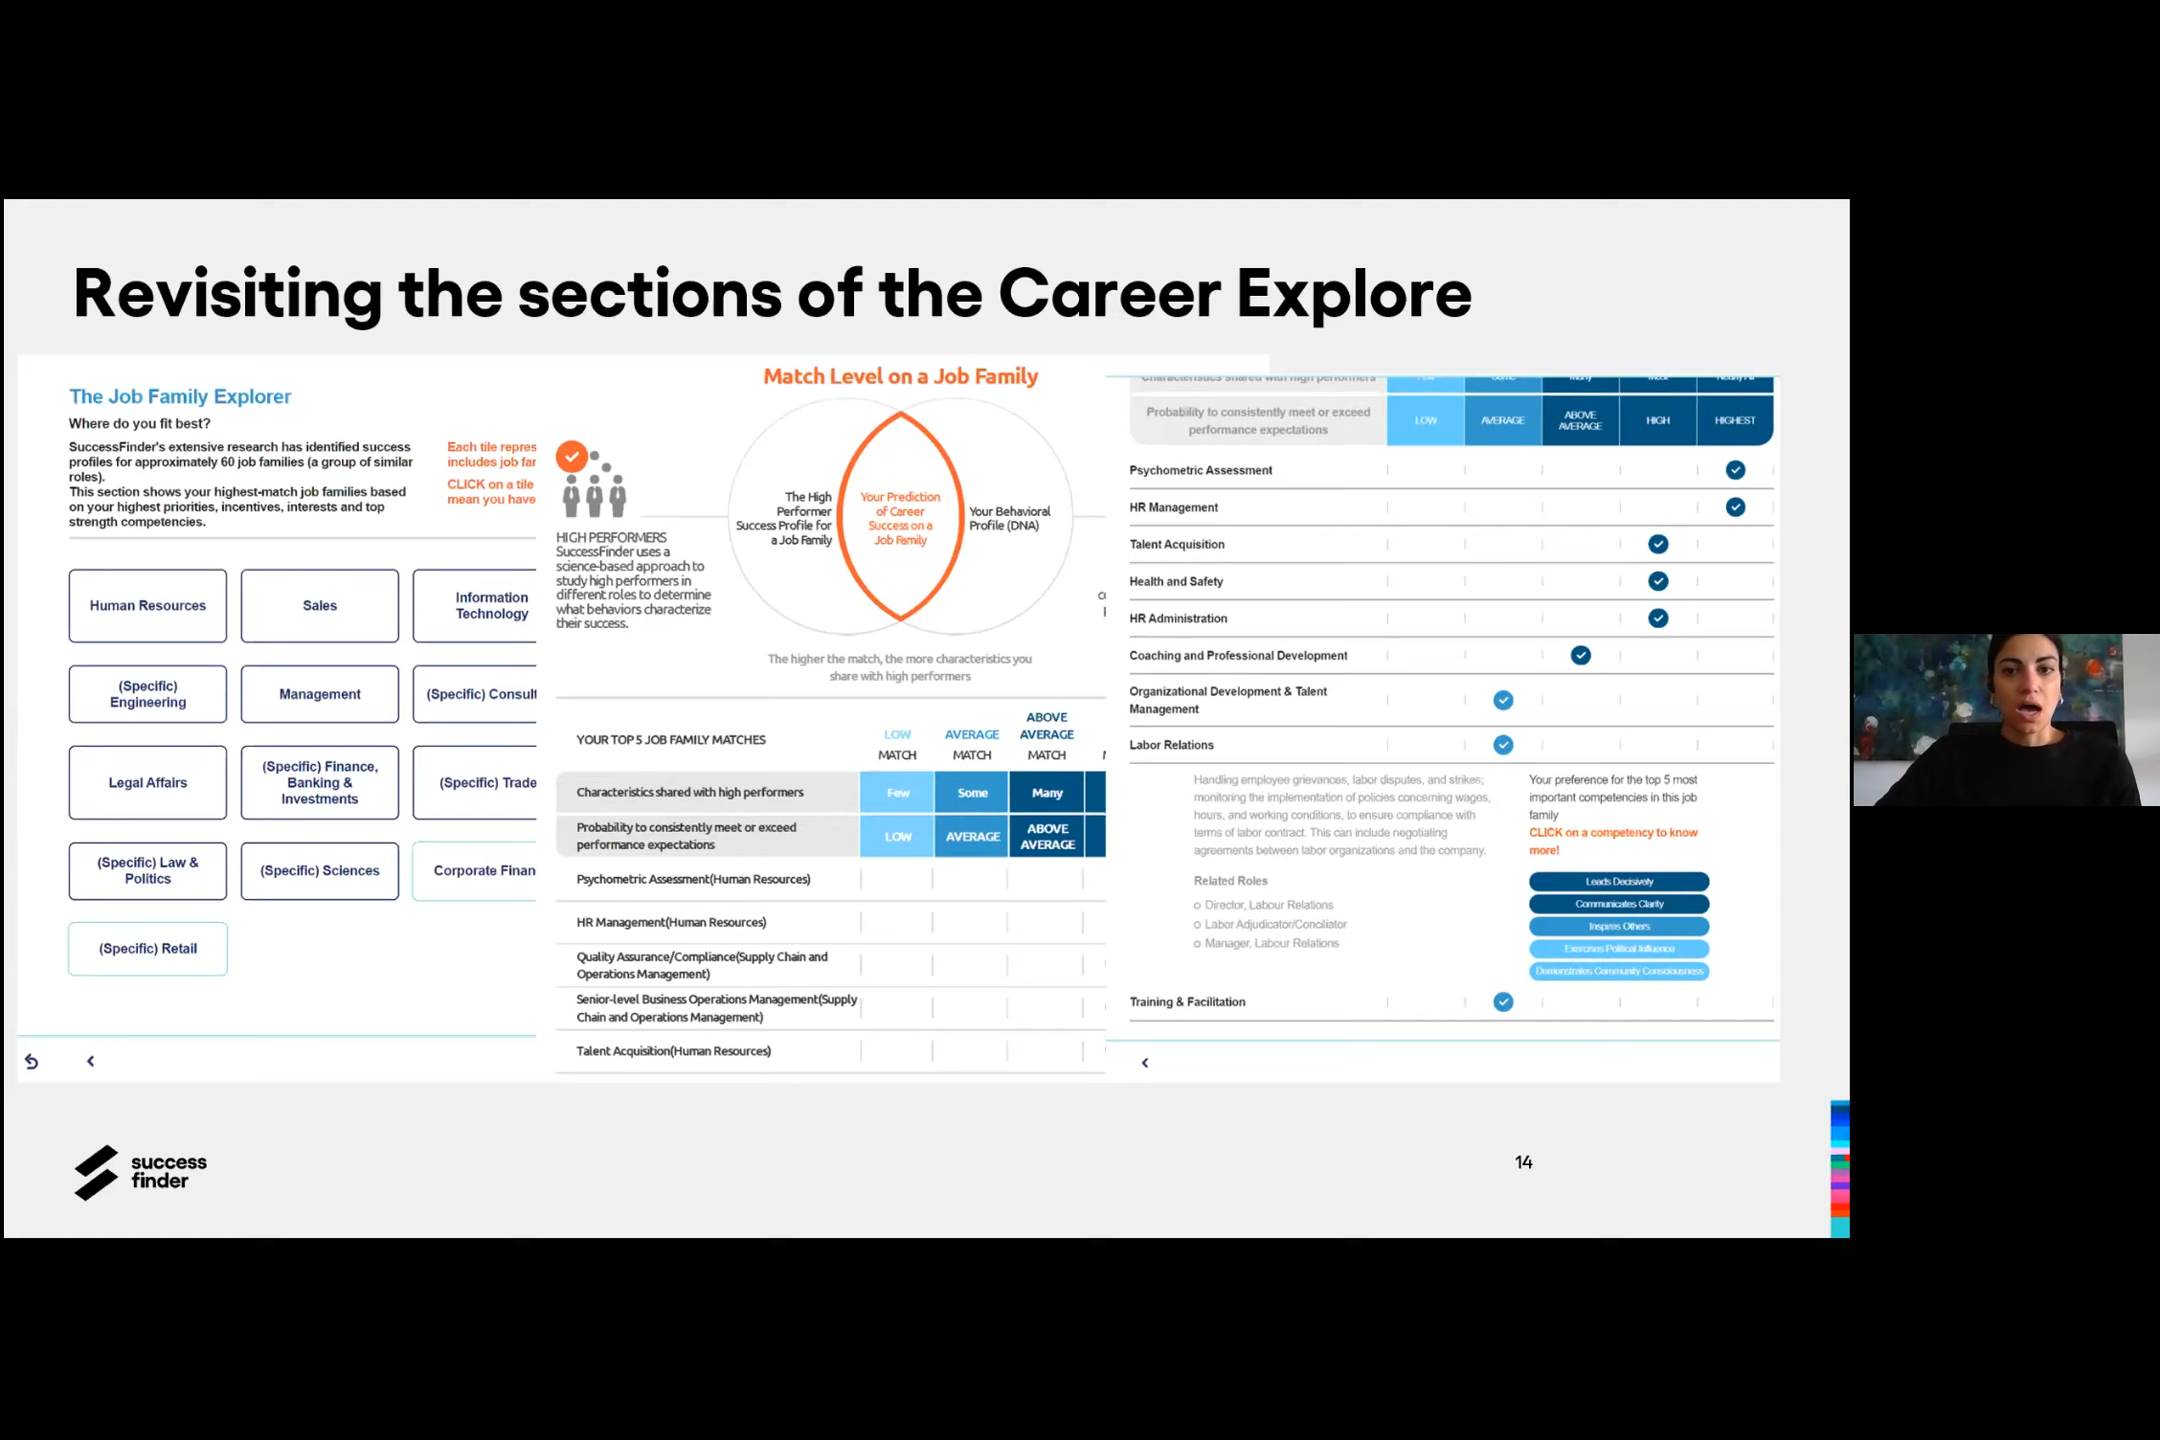 Revisiting the sections of the Career Explore
The Job Family Explorer
Where do you fit best?
SuccessFinder's extensive research has identified success
profiles for approximately 60 job families (a group of similar
roles).
This section shows your highest-match job families based
on your highest priorities, incentives, interests and top
strength competencies.
Each tile repres
includes job far
CLICK on a tile
mean you have
Human Resources
Sales
Information
Technology
(Specific)
Engineering
Management
(Specific) Consult
Legal Affairs
(Specific) Finance,
Banking &
Investments
(Specific) Trade
(Specific) Law &
Politics
(Specific) Sciences
Corporate Finan
(Specific) Retail
Match Level on a Job Family
HIGH PERFORMERS
SuccessFinder uses a
science-based approach to
study high performers in
different roles to determine
what behaviors characterize
their success.
The High
Performer
Success Profile for
a Job Family
Your Prediction
of Career
Success on a
Job Family
Your Behavioral
Profile (DNA)
The higher the match, the more characteristics you
share with high performers
YOUR TOP 5 JOB FAMILY MATCHES
LOW
MATCH
AVERAGE
MATCH
ABOVE
AVERAGE
MATCH
Characteristics shared with high performers
Few
Some
Many
Probability to consistently meet or exceed
performance expectations
LOW
AVERAGE
ABOVE
AVERAGE
Psychometric Assessment(Human Resources)
HR Management(Human Resources)
Quality Assurance/Compliance(Supply Chain and
Operations Management)
Senior-level Business Operations Management(Supply
Chain and Operations Management)
Talent Acquisition(Human Resources)
Characteristics shared with high performers
Probability to consistently meet or exceed
performance expectations
LOW
AVERAGE
ABOVE
AVERAGE
HIGH
HIGHEST
Psychometric Assessment
HR Management
Talent Acquisition
Health and Safety
HR Administration
Coaching and Professional Development
Organizational Development & Talent
Management
Labor Relations
Handling employee grievances, labor disputes, and strikes;
monitoring the implementation of policies concerning wages,
hours, and working conditions, to ensure compliance with
terms of labor contract. This can include negotiating
agreements between labor organizations and the company.
Related Roles
Director, Labour Relations
Labor Adjudicator/Conciliator
Manager, Labour Relations
Your preference for the top 5 most
important competencies in this job
family
CLICK on a competency to know
more!
Leads Decisively
Communicates Clarity
Inspires Others
Exercises Political Influence
Demonstrates Community Consciousness
Training & Facilitation
success
finder
14